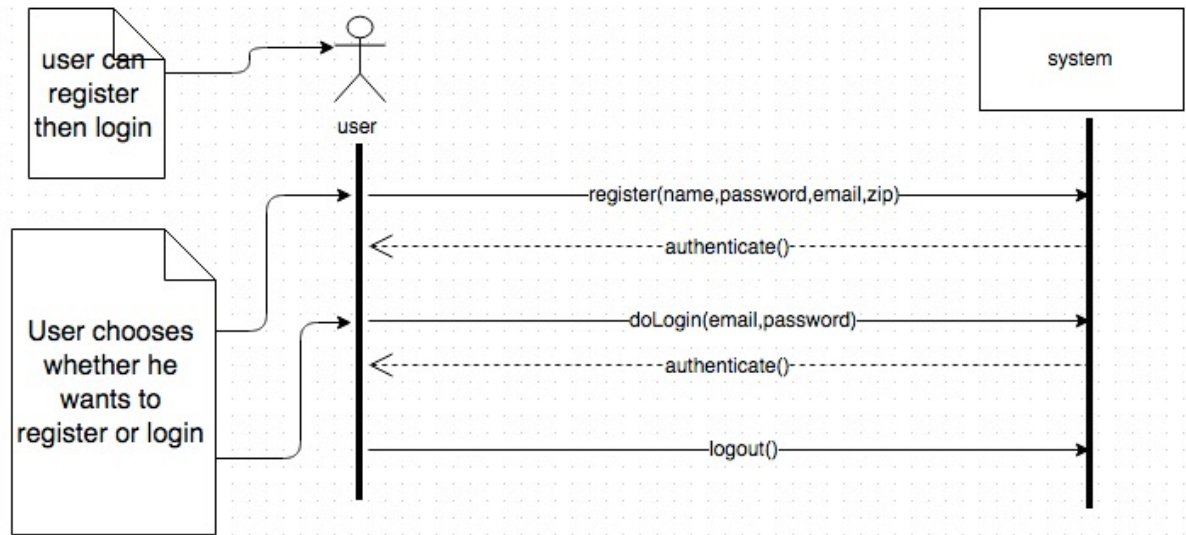 user can
register
then login
user
system
register(name,password,email,zip)
authenticate()
User chooses
whether he
wants to
register or login
doLogin(email,password)
authenticate()
logout()